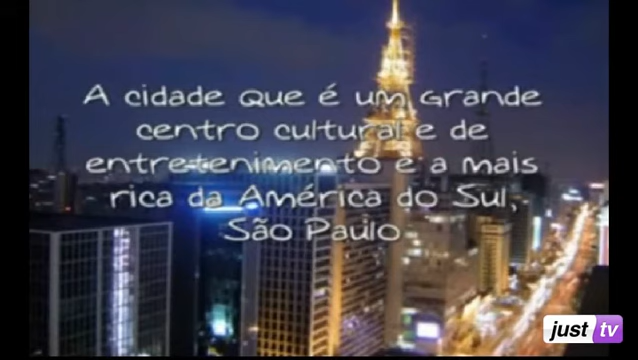 A cidade que é um grande
centro cultural e de
entretenimento e a mais
rica da América do Sul,
São Paulo
just tv